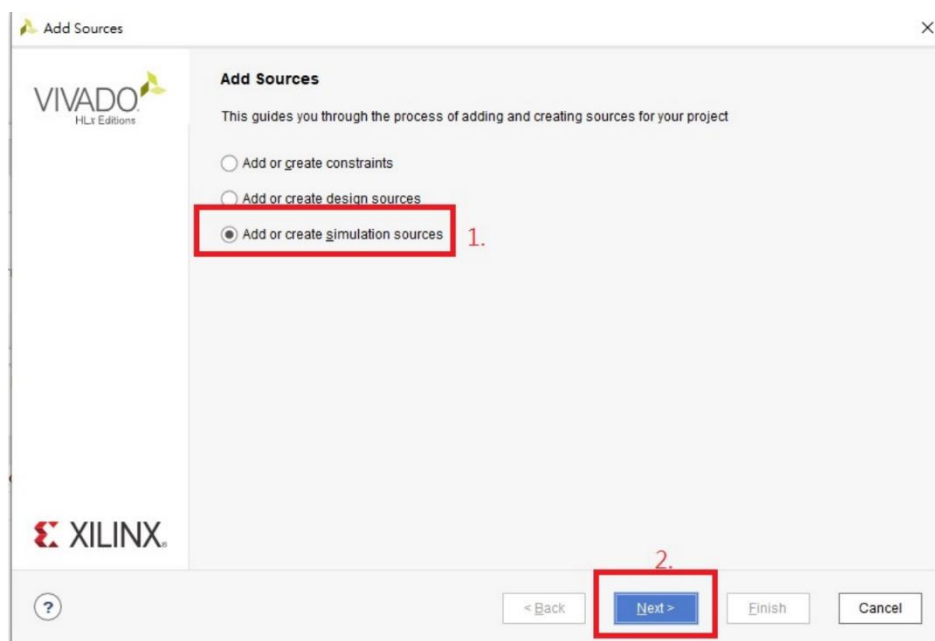 Add Sources
VIVADO.
HLx Editions
Add Sources
This guides you through the process of adding and creating sources for your project
Add or create constraints
Add or create design sources
Add or create simulation sources
1.
XILINX.
2.
?
< Back
Next >
Finish
Cancel